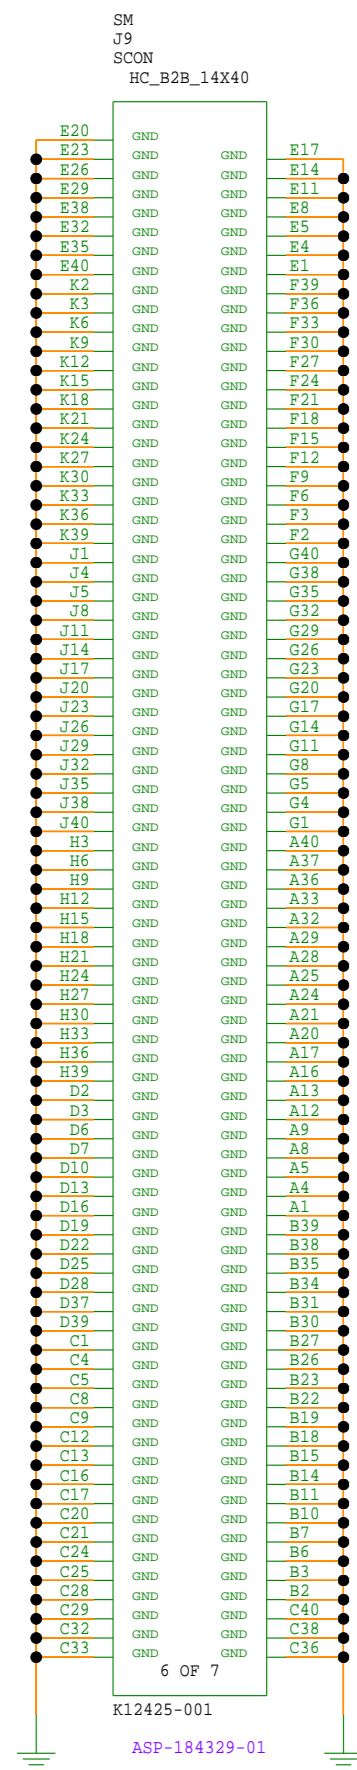 SM
J9
SCON
HC_B2B_14X40
E20 GND
E23 GND GND E17
E26 GND GND E14
E29 GND GND E11
E38 GND GND E8
E32 GND GND E5
E35 GND GND E4
E40 GND GND E1
K2 GND GND F39
K3 GND GND F36
K6 GND GND F33
K9 GND GND F30
K12 GND GND F27
K15 GND GND F24
K18 GND GND F21
K21 GND GND F18
K24 GND GND F15
K27 GND GND F12
K30 GND GND F9
K33 GND GND F6
K36 GND GND F3
K39 GND GND F2
J1 GND GND G40
J4 GND GND G38
J5 GND GND G35
J8 GND GND G32
J11 GND GND G29
J14 GND GND G26
J17 GND GND G23
J20 GND GND G20
J23 GND GND G17
J26 GND GND G14
J29 GND GND G11
J32 GND GND G8
J35 GND GND G5
J38 GND GND G4
J40 GND GND G1
H3 GND GND A40
H6 GND GND A37
H9 GND GND A36
H12 GND GND A33
H15 GND GND A32
H18 GND GND A29
H21 GND GND A28
H24 GND GND A25
H27 GND GND A24
H30 GND GND A21
H33 GND GND A20
H36 GND GND A17
H39 GND GND A16
D2 GND GND A13
D3 GND GND A12
D6 GND GND A9
D7 GND GND A8
D10 GND GND A5
D13 GND GND A4
D16 GND GND A1
D19 GND GND B39
D22 GND GND B38
D25 GND GND B35
D28 GND GND B34
D37 GND GND B31
D39 GND GND B30
C1 GND GND B27
C4 GND GND B26
C5 GND GND B23
C8 GND GND B22
C9 GND GND B19
C12 GND GND B18
C13 GND GND B15
C16 GND GND B14
C17 GND GND B11
C20 GND GND B10
C21 GND GND B7
C24 GND GND B6
C25 GND GND B3
C28 GND GND B2
C29 GND GND C40
C32 GND GND C38
C33 GND GND C36
6 OF 7
K12425-001
ASP-184329-01